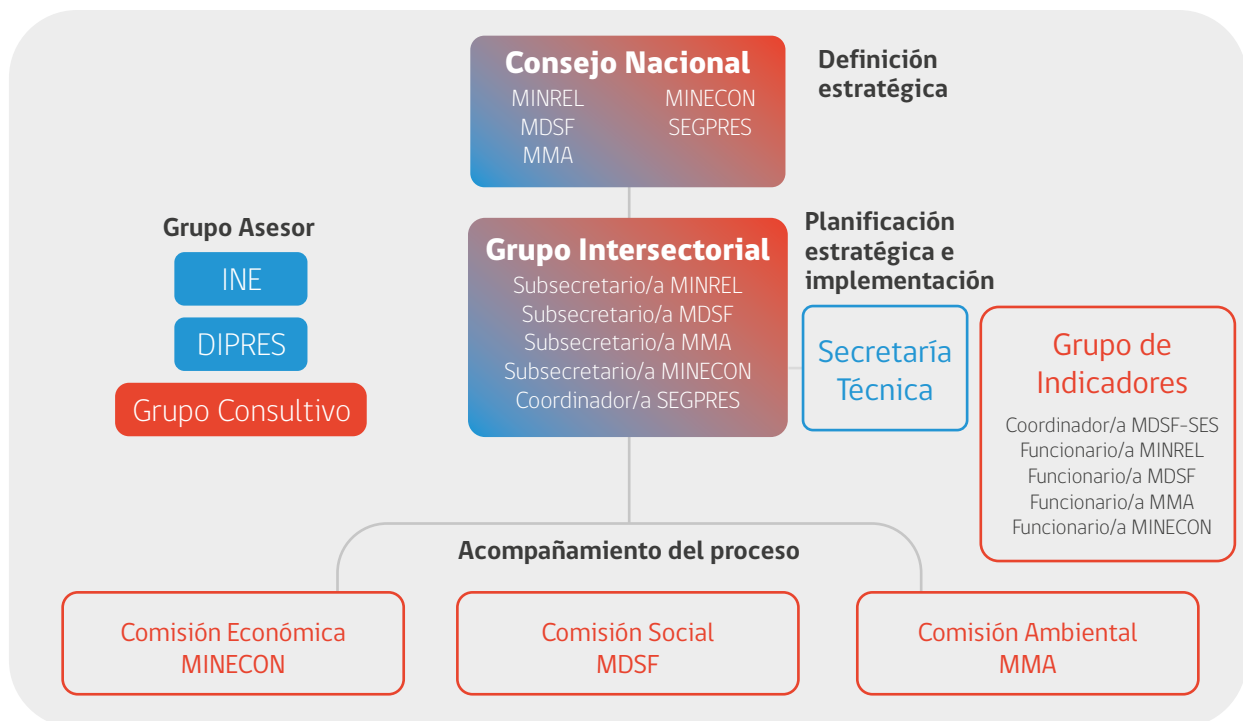 Consejo Nacional
MINREL
MDSF
MMA
MINECON
SEGPRES
Definición
estratégica
Grupo Asesor
INE
DIPRES
Grupo Consultivo
Grupo Intersectorial
Subsecretario/a MINREL
Subsecretario/a MDSF
Subsecretario/a MMA
Subsecretario/a MINECON
Coordinador/a SEGPRES
Planificación
estratégica e
implementación
Secretaría
Técnica
Grupo de
Indicadores
Coordinador/a MDSF-SES
Funcionario/a MINREL
Funcionario/a MDSF
Funcionario/a MMA
Funcionario/a MINECON
Acompañamiento del proceso
Comisión Económica
MINECON
Comisión Social
MDSF
Comisión Ambiental
MMA